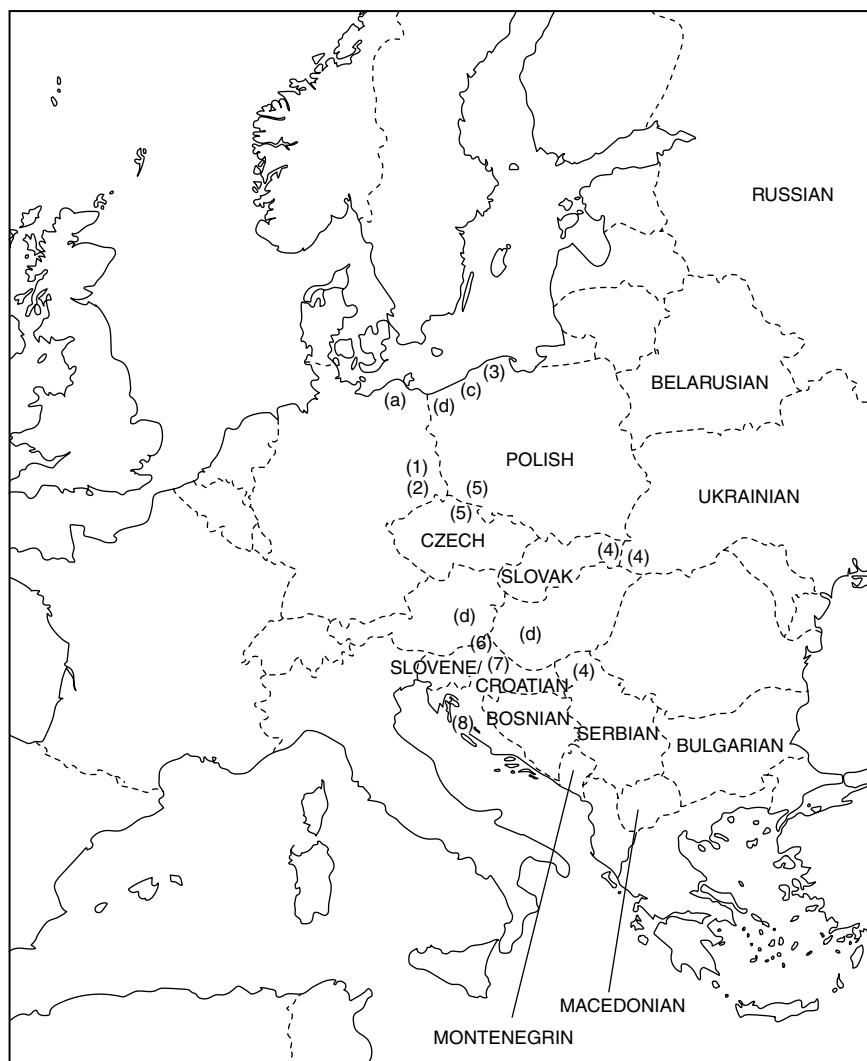 RUSSIAN
BELARUSIAN
(3)
(a)
(c)
(d)
POLISH
(1)
(2)
(5)
UKRAINIAN
(5)
CZECH
(4)
(4)
SLOVAK
(d)
(d)
(6)
SLOVENE/
(7)
(4)
CROATIAN
BOSNIAN
(8)
SERBIAN
BULGARIAN
MACEDONIAN
MONTENEGRIN